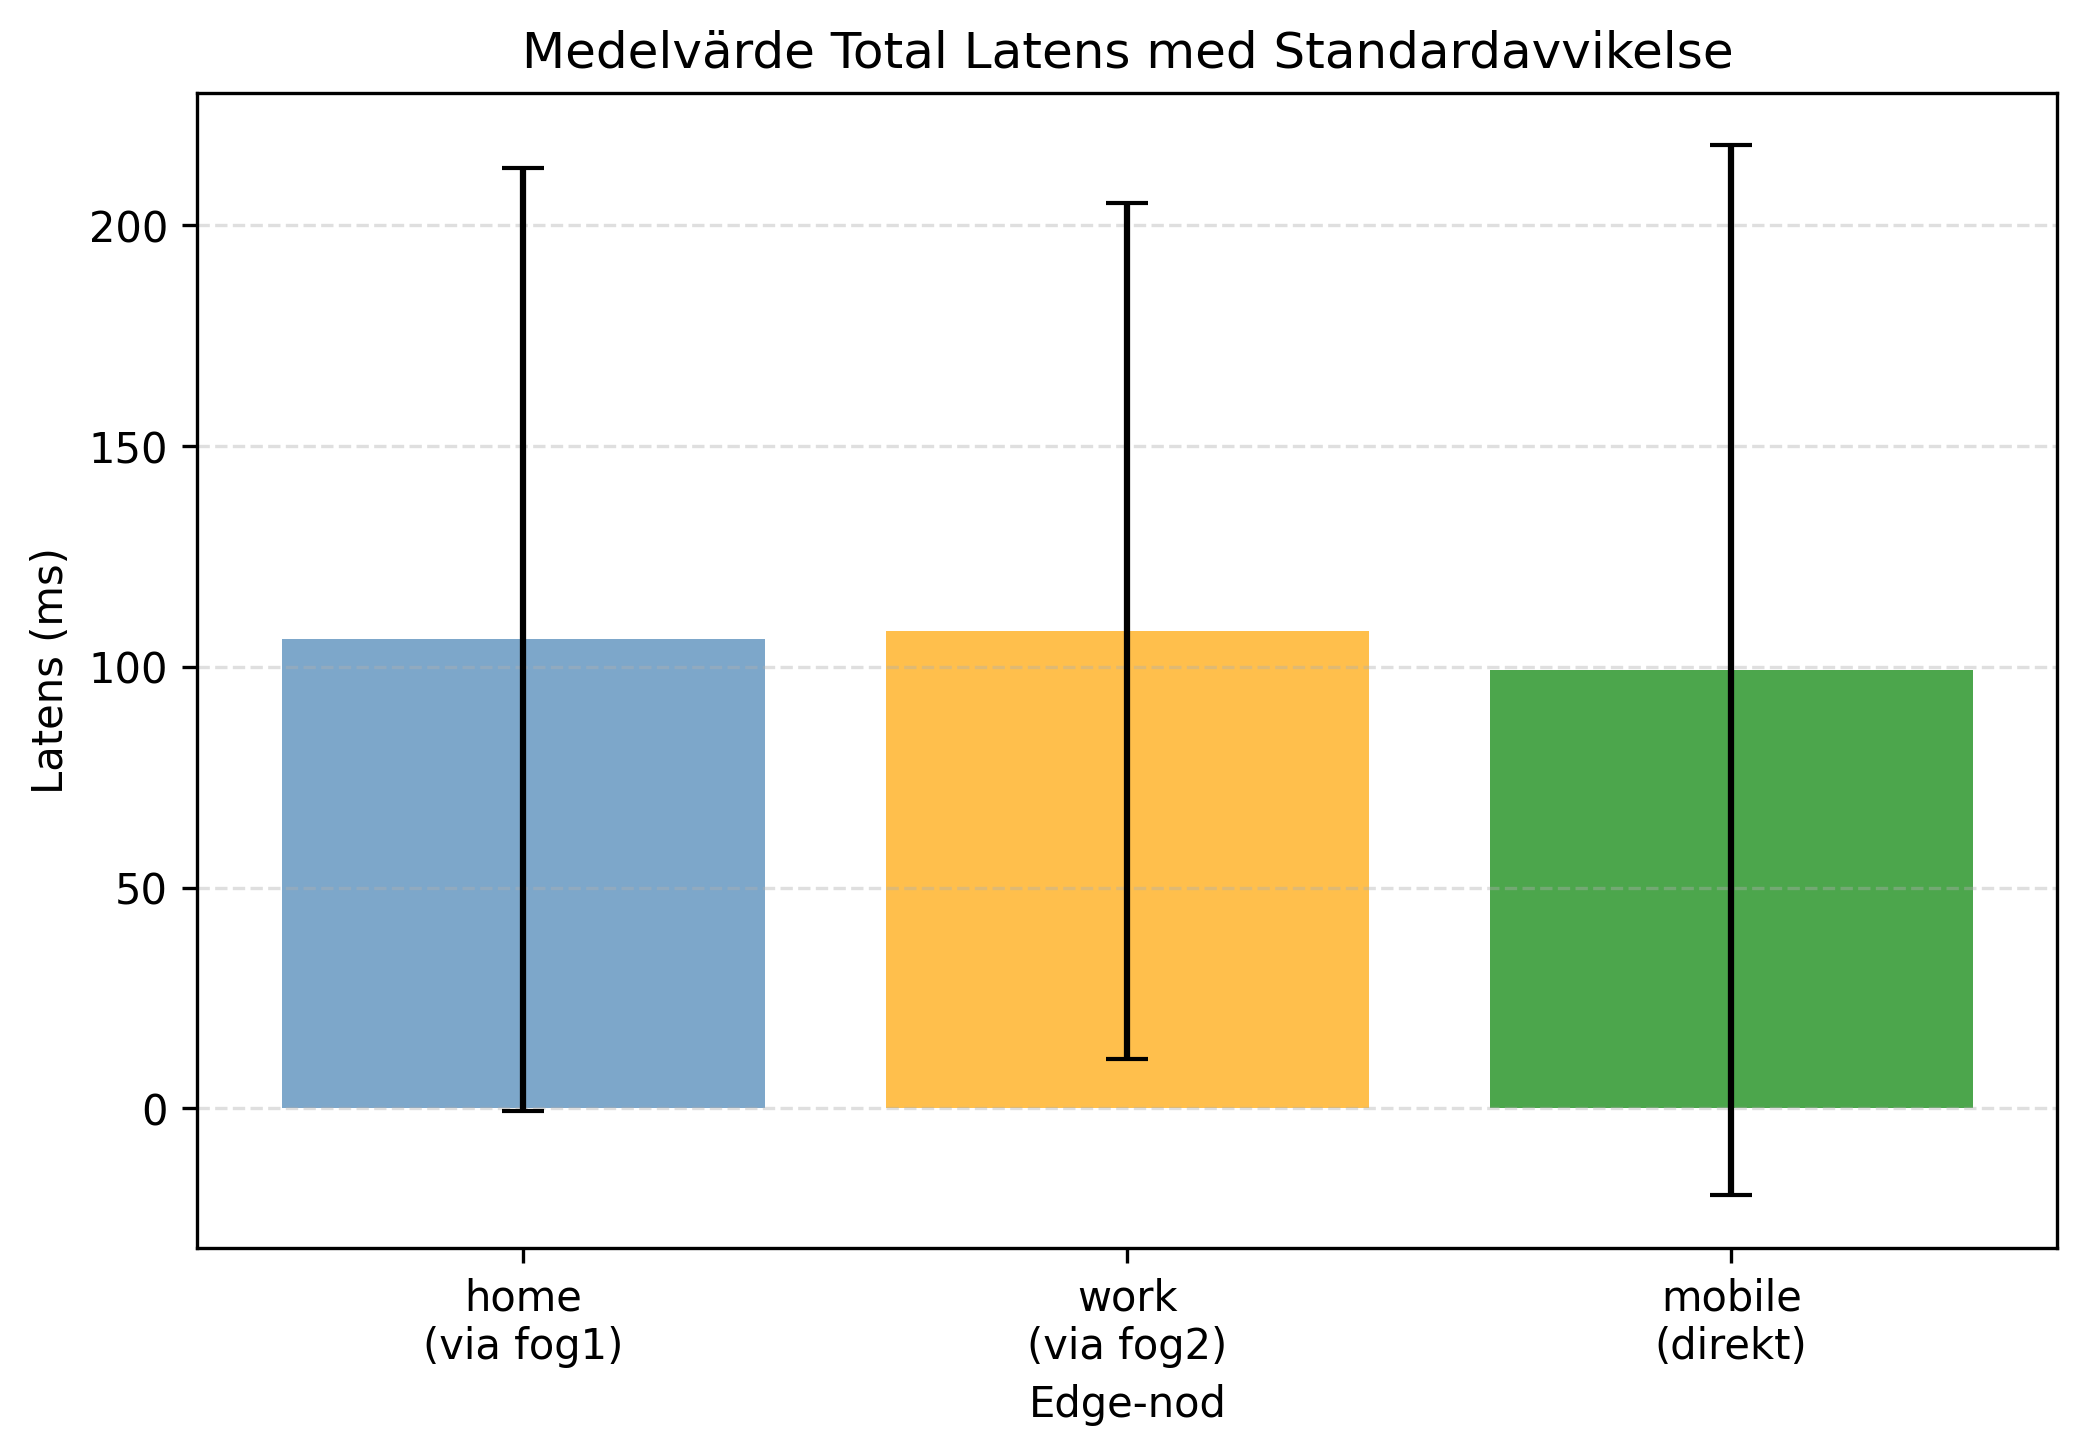 Medelvärde Total Latens med Standardavvikelse
Latens (ms)
200
150
100
50
0
home
(via fog1)
work
(via fog2)
mobile
(direkt)
Edge-nod